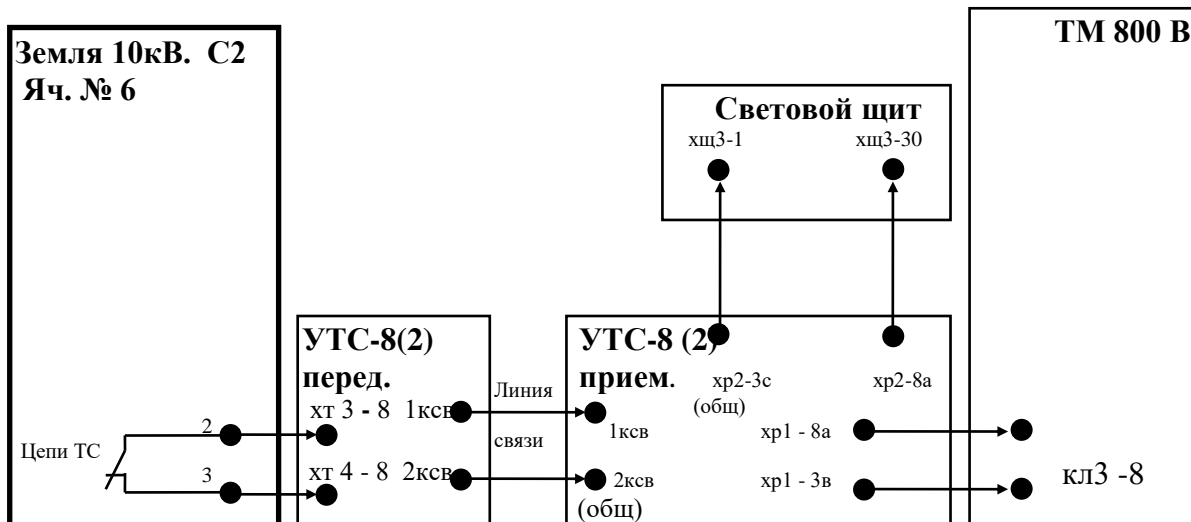 Земля 10кВ. С2
Яч. № 6
Цепи ТС
2
3
УТС-8(2)
перед.
хт 3 - 8 1ксв
хт 4 - 8 2ксв
Линия
связи
УТС-8 (2)
прием.
1ксв
2ксв
(общ)
хр2-3с
(общ)
хр2-8а
хр1 - 8а
хр1 - 3в
Световой щит
хщ3-1
хщ3-30
ТМ 800 В
кл3 -8